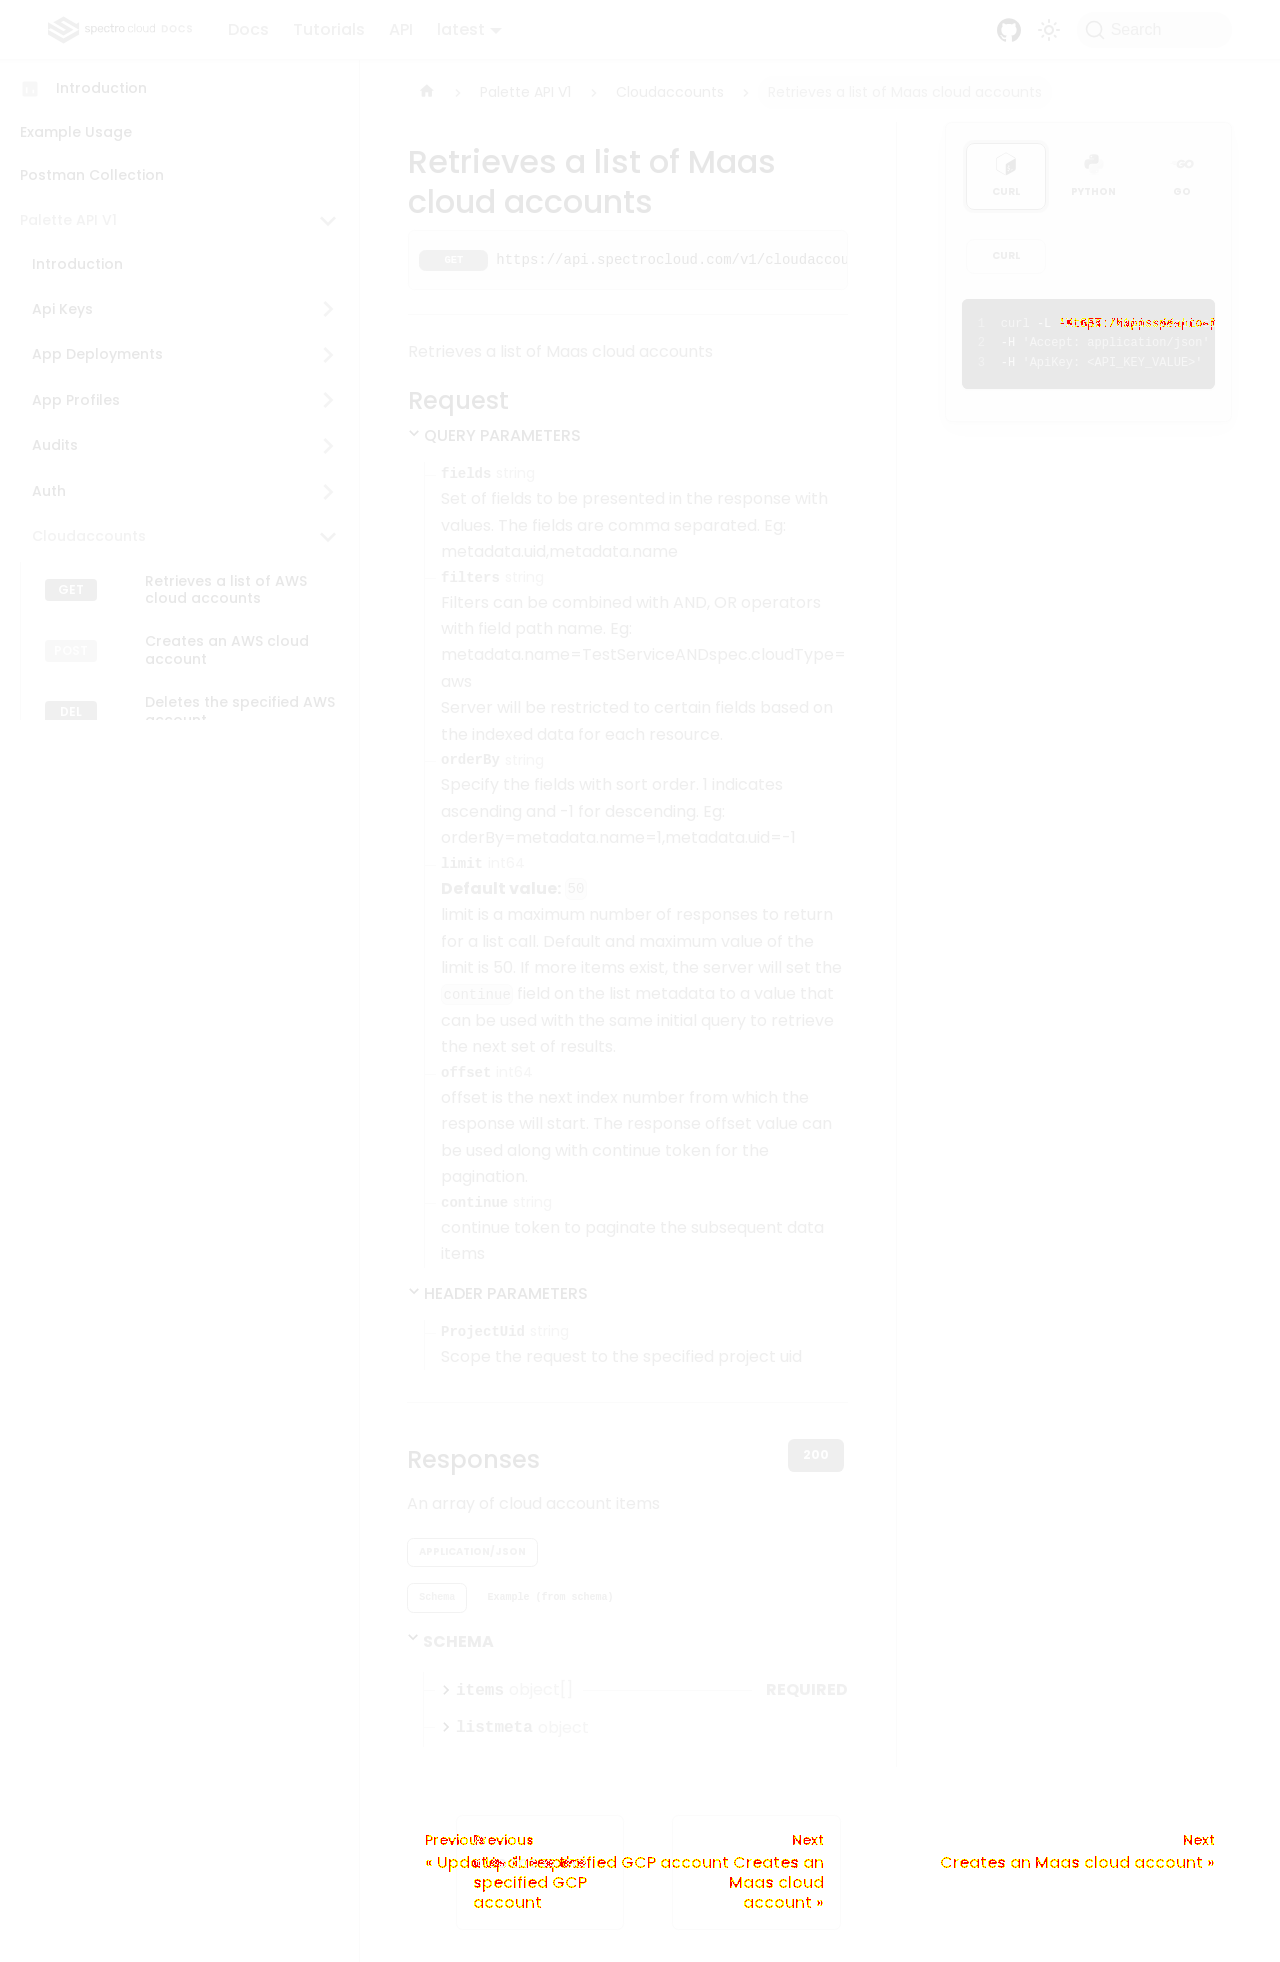 spectro cloud DOCS
Docs Tutorials API latest
Search
Introduction
Example Usage
Postman Collection
Palette API V1
Introduction
Api Keys
App Deployments
App Profiles
Audits
Auth
Cloudaccounts
GET Retrieves a list of AWS
cloud accounts
POST Creates an AWS cloud
account
DEL Deletes the specified AWS
account
Palette API V1 Cloudaccounts Retrieves a list of Maas cloud accounts
Retrieves a list of Maas
cloud accounts
GET https://api.spectrocloud.com/v1/cloudaccou
Retrieves a list of Maas cloud accounts
Request
QUERY PARAMETERS
fields string
Set of fields to be presented in the response with
values. The fields are comma separated. Eg:
metadata.uid,metadata.name
filters string
Filters can be combined with AND, OR operators
with field path name. Eg:
metadata.name=TestServiceANDspec.cloudType=
aws
Server will be restricted to certain fields based on
the indexed data for each resource.
orderBy string
Specify the fields with sort order. 1 indicates
ascending and -1 for descending. Eg:
orderBy=metadata.name=1,metadata.uid=-1
limit int64
Default value: 50
limit is a maximum number of responses to return
for a list call. Default and maximum value of the
limit is 50. If more items exist, the server will set the
continue field on the list metadata to a value that
can be used with the same initial query to retrieve
the next set of results.
offset int64
offset is the next index number from which the
response will start. The response offset value can
be used along with continue token for the
pagination.
continue string
continue token to paginate the subsequent data
items
HEADER PARAMETERS
ProjectUid string
Scope the request to the specified project uid
Responses
200
An array of cloud account items
APPLICATION/JSON
Schema Example (from schema)
SCHEMA
items object[] REQUIRED
listmeta object
CURL PYTHON GO
CURL
1 curl -L
2 -H 'Accept: application/json'
3 -H 'ApiKey: <API_KEY_VALUE>'
Previous Previous Next Next
specified GCP account Creates an Creates an Maas cloud account »
specified GCP Maas cloud
account account »